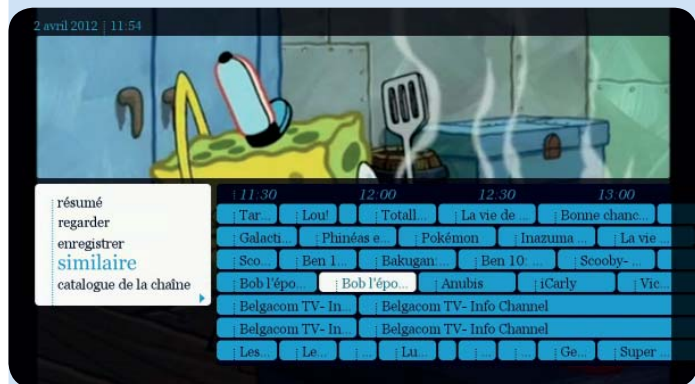 2 avril 2012 | 11:54
résumé
regarder
enregistrer
similaire
catalogue de la chaîne
11:30 12:00 12:30 13:00
Tar... Lou! Totall... La vie de ... Bonne chanc...
Galacti... Phinéas e... Pokémon Inazuma ... La vie ...
Sco... Ben 1... Bakugan:... Ben 10: ... Scooby-...
Bob l'épo... Bob l'épo... Anubis iCarly Vic...
Belgacom TV- In... Belgacom TV- Info Channel
Belgacom TV- In... Belgacom TV- Info Channel
Les... Le... ... Lu... ... ... Ge... Super ...